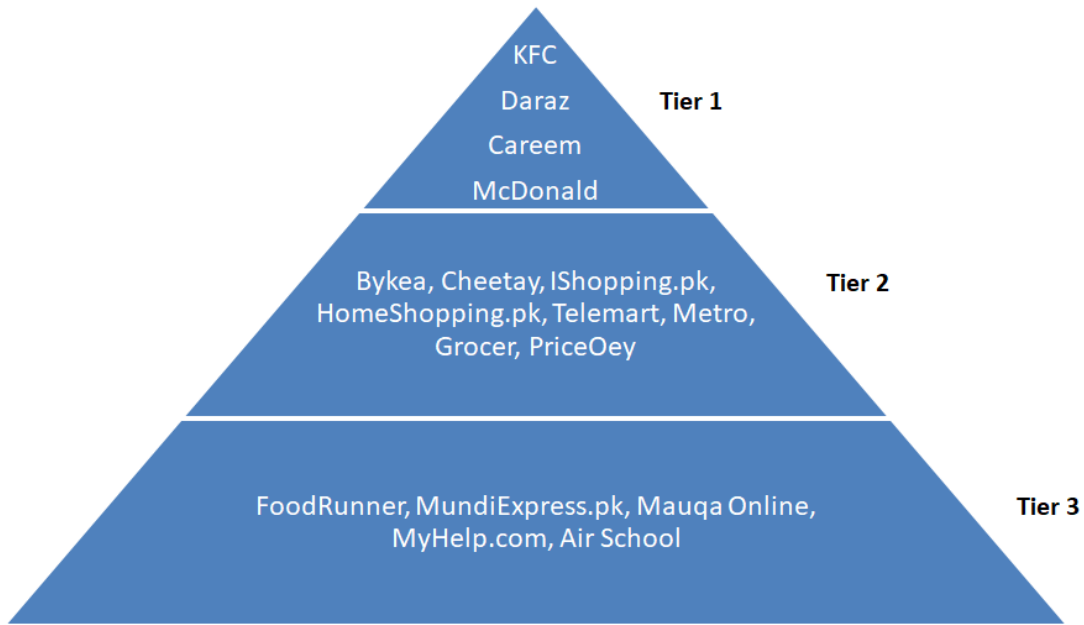 KFC
Daraz
Tier 1
Careem
McDonald
Bykea, Cheetay, IShopping.pk,
Tier 2
HomeShopping.pk, Telemart, Metro,
Grocer, PriceOey
FoodRunner, MundiExpress.pk, Mauqa Online,
Tier 3
MyHelp.com, Air School